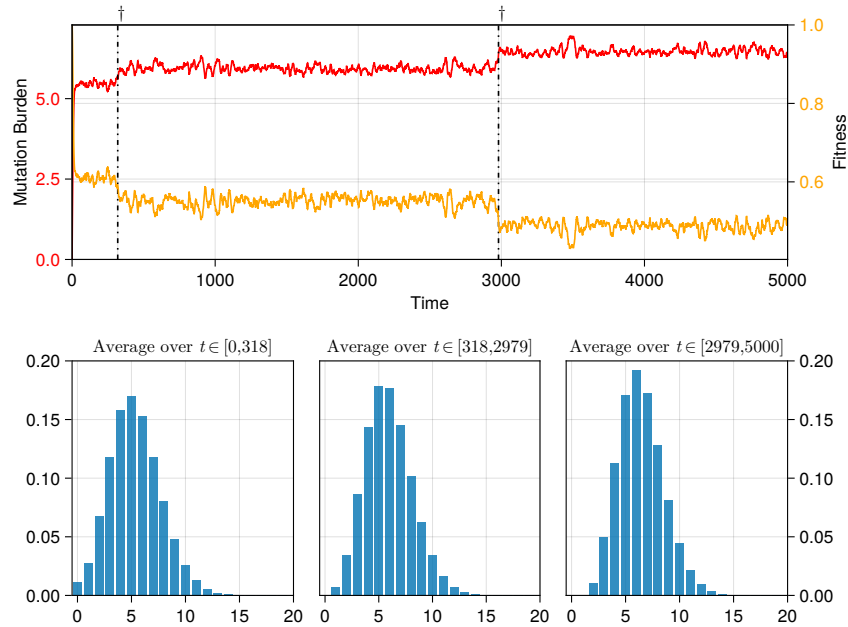 † †
1.0
5.0 0.8
2.5 0.6
0.0
Mutation Burden
Fitness
0 1000 2000 3000 4000 5000
Time
Average over t∈[0,318] Average over t∈[318,2979] Average over t∈[2979,5000]
0.20 0.20
0.15 0.15
0.10 0.10
0.05 0.05
0.00 0.00
0 5 10 15 20 0 5 10 15 20 0 5 10 15 20